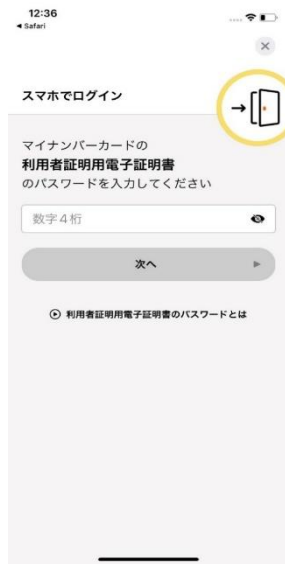 12:36
◀ Safari
スマホでログイン
マイナンバーカードの
利用者証明用電子証明書
のパスワードを入力してください
数字4桁
次へ
利用者証明用電子証明書のパスワードとは